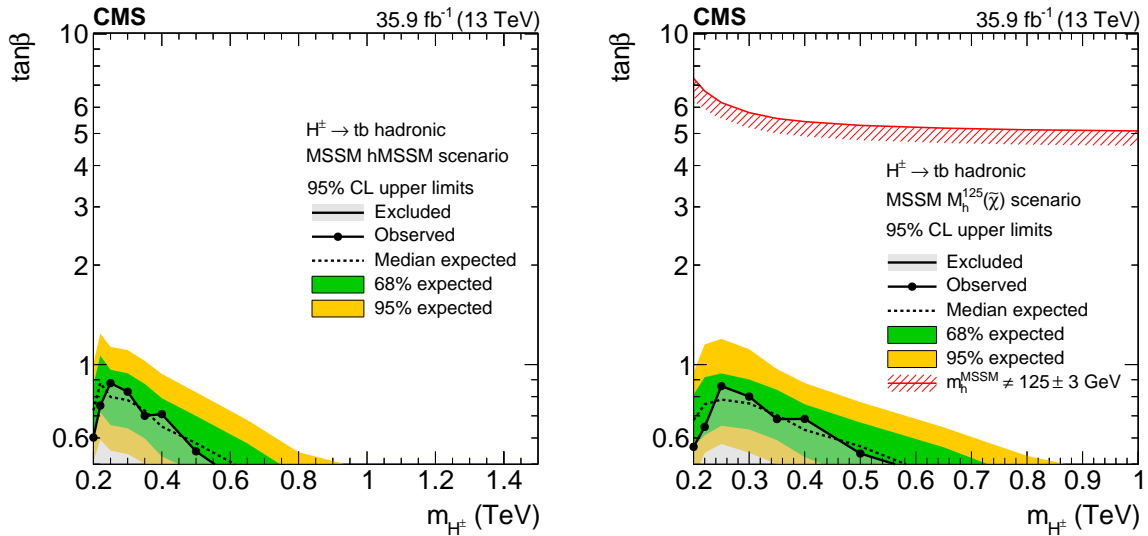 CMS 35.9 fb⁻¹ (13 TeV)
tanβ
10
6
5
4
3
2
1
0.6
H± → tb hadronic
MSSM hMSSM scenario
95% CL upper limits
Excluded
Observed
Median expected
68% expected
95% expected
0.2 0.4 0.6 0.8 1 1.2 1.4
m_H± (TeV)
CMS 35.9 fb⁻¹ (13 TeV)
tanβ
10
6
5
4
3
2
1
0.6
H± → tb hadronic
MSSM M_h^125(χ̃) scenario
95% CL upper limits
Excluded
Observed
Median expected
68% expected
95% expected
m_h^MSSM ≠ 125 ± 3 GeV
0.2 0.3 0.4 0.5 0.6 0.7 0.8 0.9 1
m_H± (TeV)